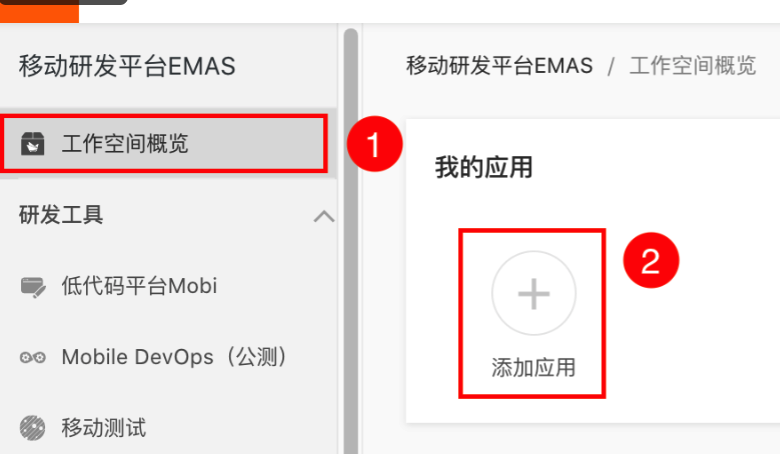 移动研发平台EMAS
工作空间概览
1
研发工具
低代码平台Mobi
Mobile DevOps（公测）
移动测试
移动研发平台EMAS / 工作空间概览
我的应用
2
添加应用